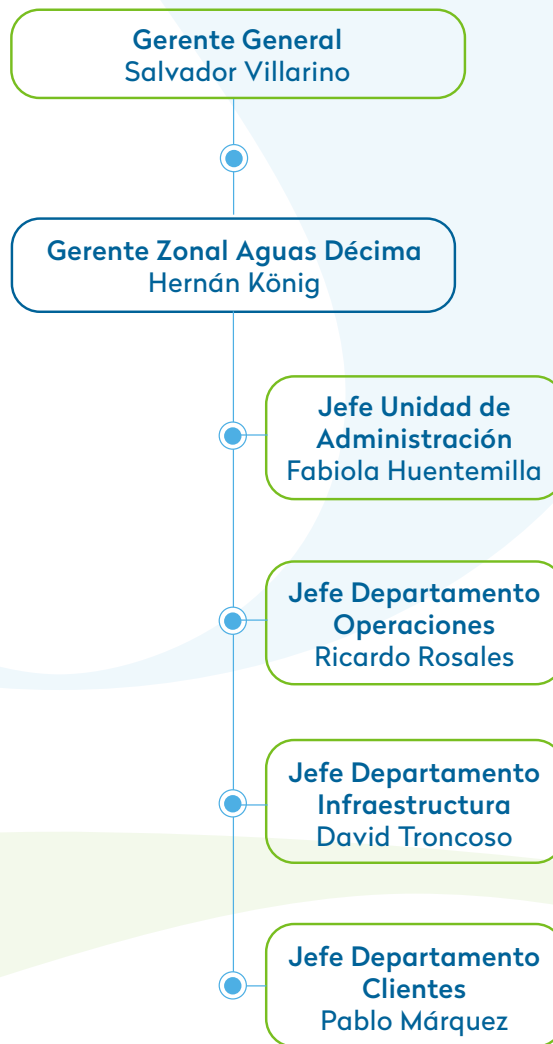 Gerente General
Salvador Villarino
Gerente Zonal Aguas Décima
Hernán König
Jefe Unidad de
Administración
Fabiola Huentemilla
Jefe Departamento
Operaciones
Ricardo Rosales
Jefe Departamento
Infraestructura
David Troncoso
Jefe Departamento
Clientes
Pablo Márquez